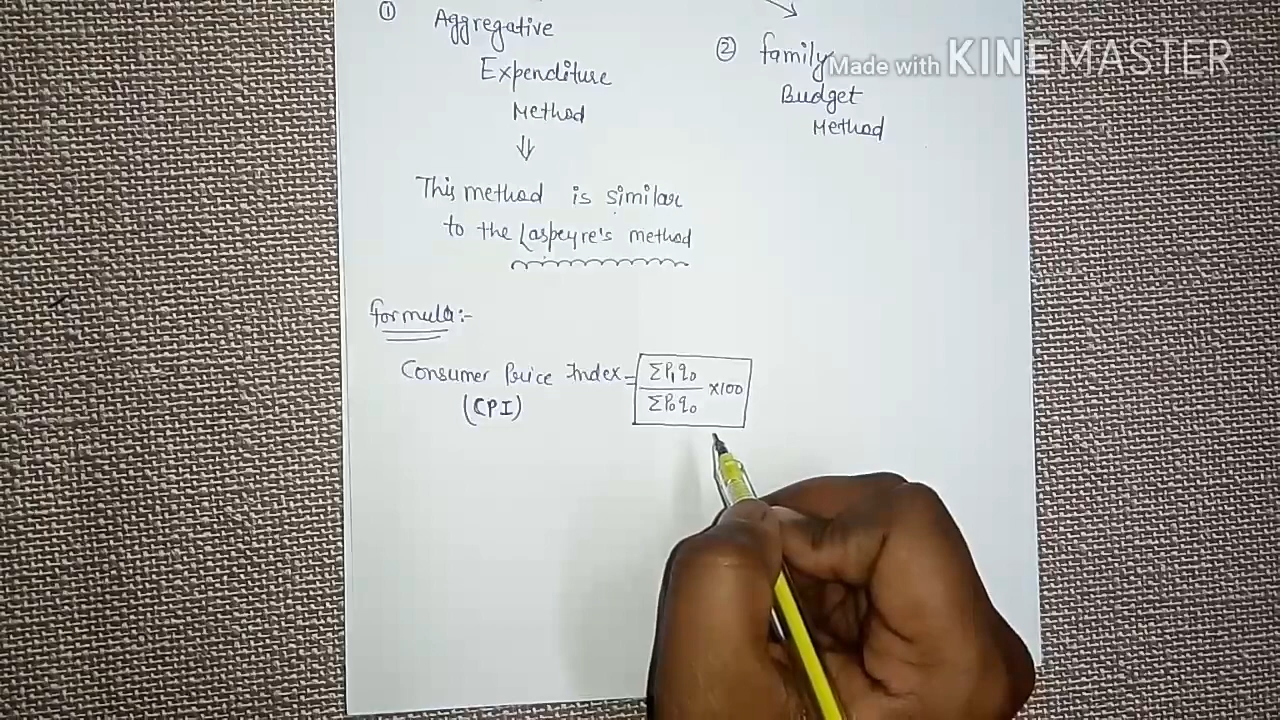 ① Aggregative
Expenditure
Method
⇓
② family
Budget
Method
Made with KINEMASTER
This method is similar
to the Laspeyre's method
formula:-
Consumer Price Index = ΣP₁q₀ / ΣP₀q₀ ×100
(CPI)